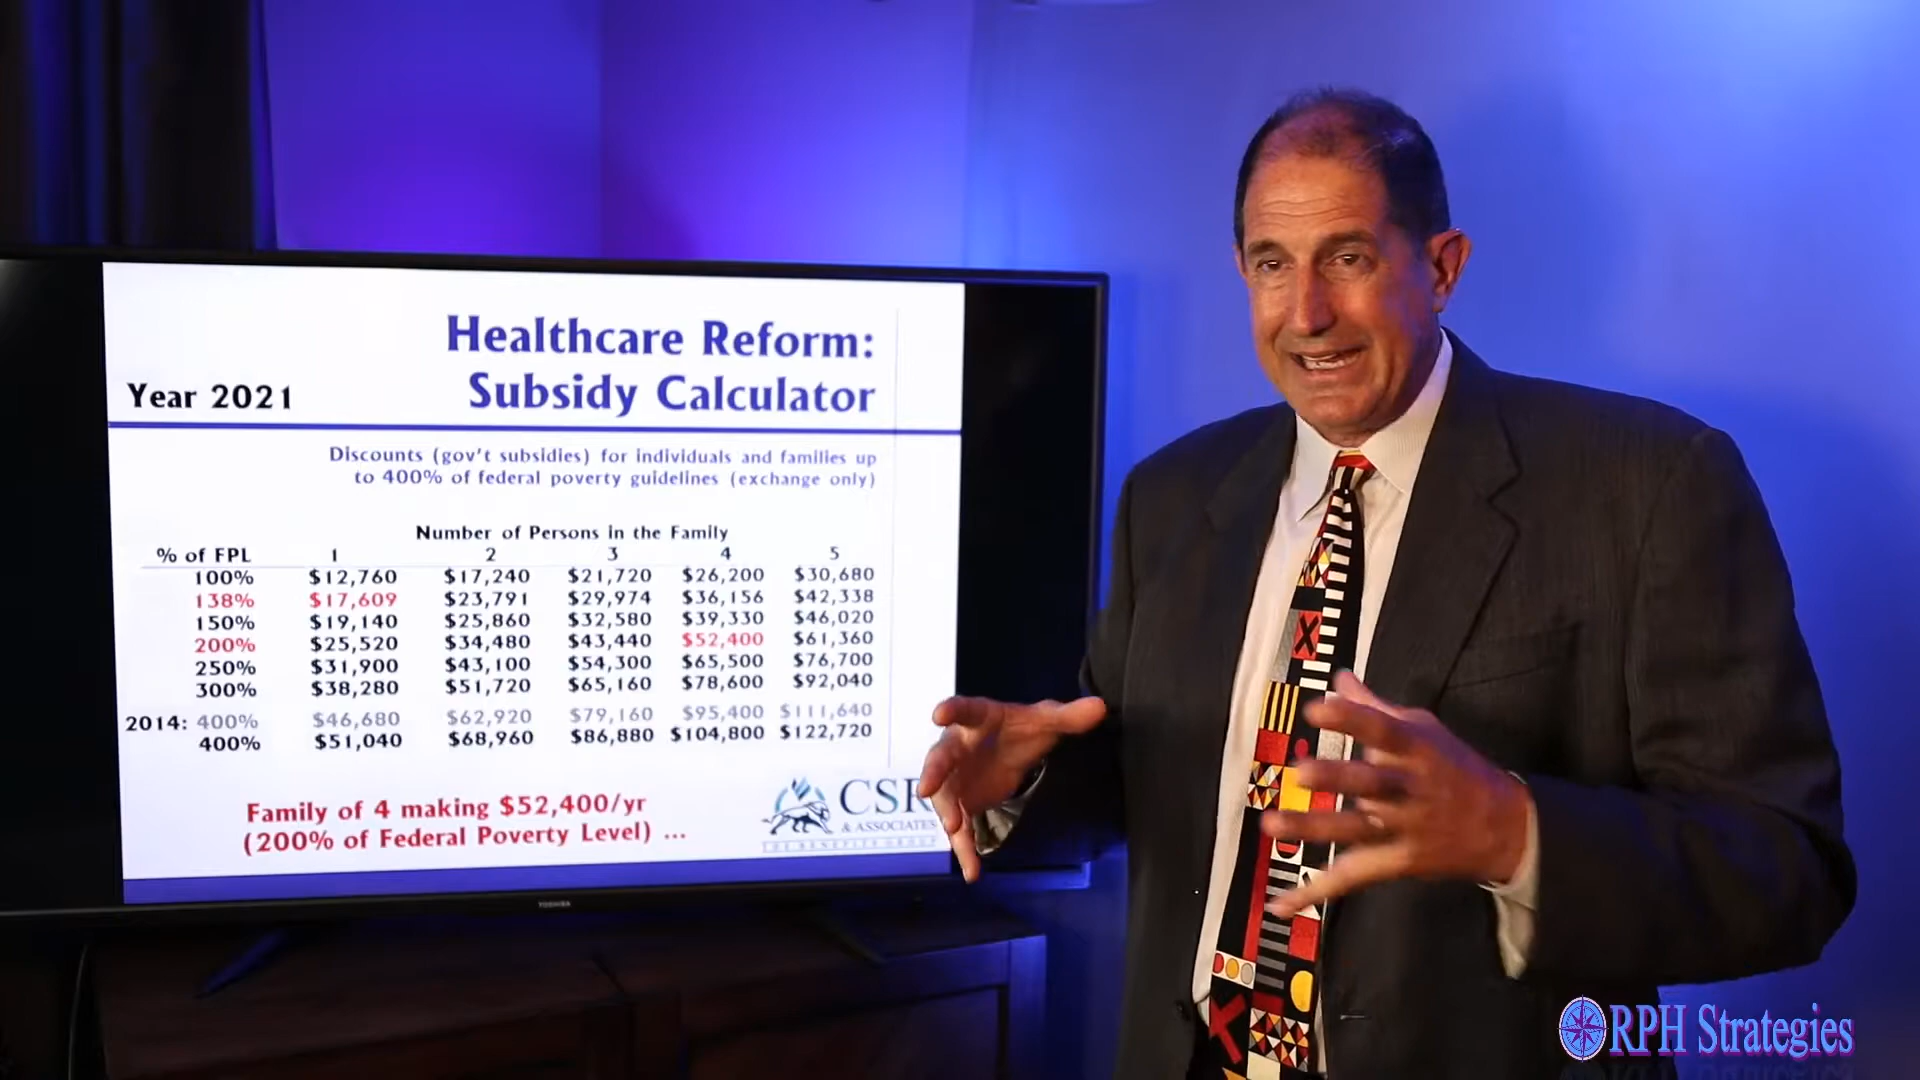 Healthcare Reform:
Year 2021 Subsidy Calculator
Discounts (gov't subsidies) for individuals and families up
to 400% of federal poverty guidelines (exchange only)
Number of Persons in the Family
% of FPL 1 2 3 4 5
100% $12,760 $17,240 $21,720 $26,200 $30,680
138% $17,609 $23,791 $29,974 $36,156 $42,338
150% $19,140 $25,860 $32,580 $39,330 $46,020
200% $25,520 $34,480 $43,440 $52,400 $61,360
250% $31,900 $43,100 $54,300 $65,500 $76,700
300% $38,280 $51,720 $65,160 $78,600 $92,040
2014: 400% $46,680 $62,920 $79,160 $95,400 $111,640
400% $51,040 $68,960 $86,880 $104,800 $122,720
Family of 4 making $52,400/yr
(200% of Federal Poverty Level) ...
CSR
& ASSOCIATES
THE BENEFITS GROUP
TOSHIBA
RPH Strategies